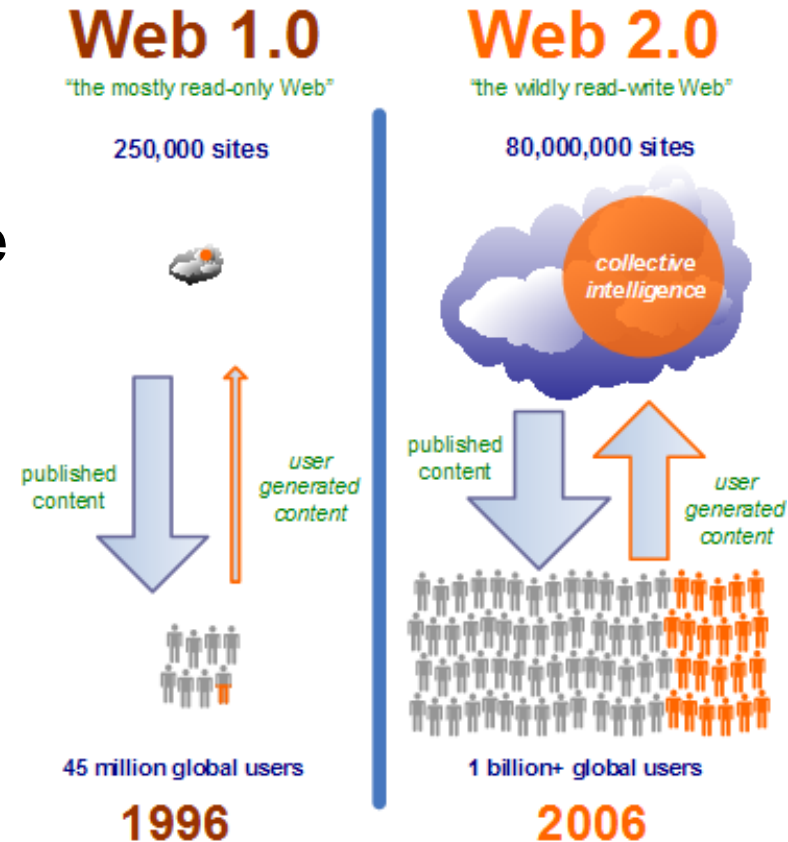 Web 1.0
"the mostly read-only Web"
250,000 sites
published
content
user
generated
content
45 million global users
1996
Web 2.0
"the wildly read-write Web"
80,000,000 sites
collective
intelligence
published
content
user
generated
content
1 billion+ global users
2006
e